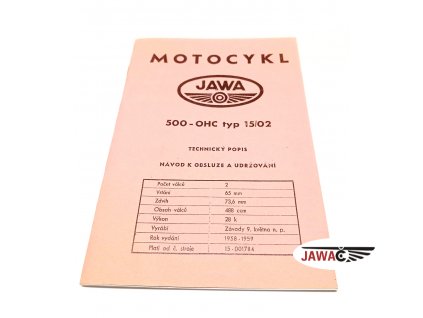 MOTOCYKL
JAWA
500-OHC typ 15/02
TECHNICKÝ POPIS
NÁVOD K OBSLUZE A UDRŽOVÁNÍ
Počet válců 2
Vrtání 65 mm
Zdvih 73,6 mm
Obsah válců 488 ccm
Výkon 28 k
Vyrábí Závody 9. května n. p.
Rok vydání 1958-1959
Platí od č. stroje 15-001784
JAWA ČZ